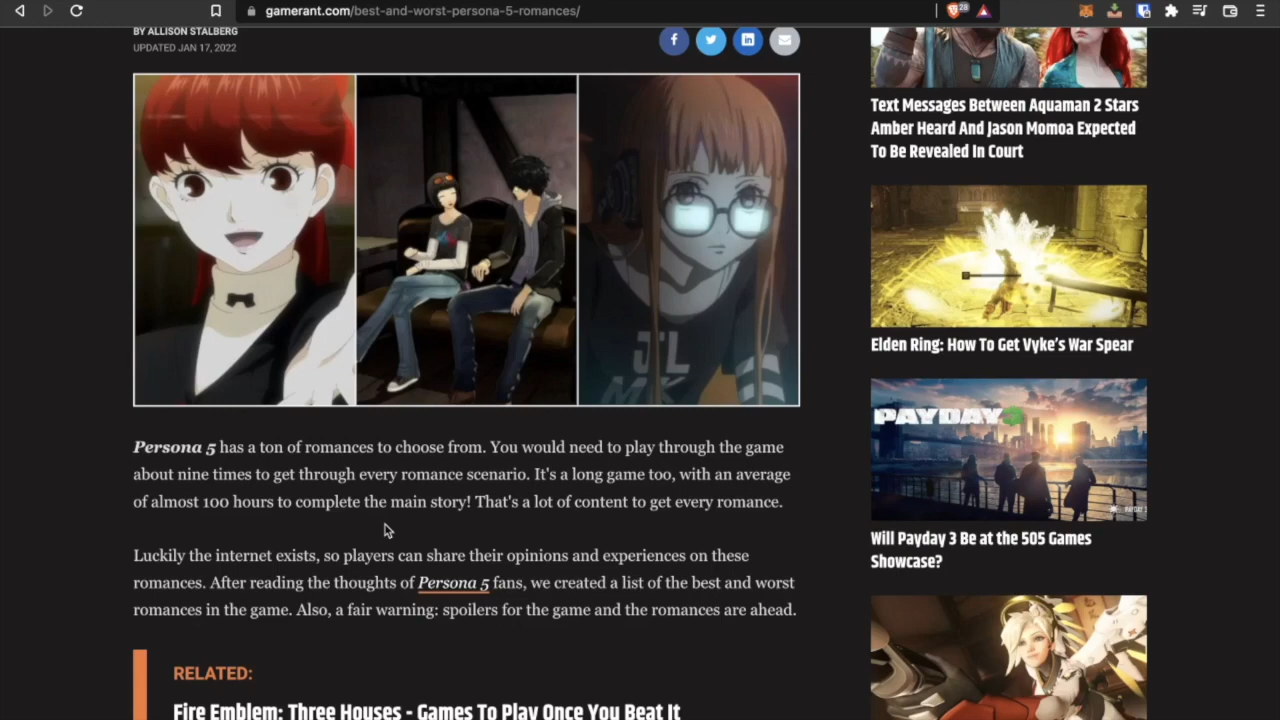 gamerant.com/best-and-worst-persona-5-romances/
28
BY ALLISON STALBERG
UPDATED JAN 17, 2022
Persona 5 has a ton of romances to choose from. You would need to play through the game
about nine times to get through every romance scenario. It's a long game too, with an average
of almost 100 hours to complete the main story! That's a lot of content to get every romance.
Luckily the internet exists, so players can share their opinions and experiences on these
romances. After reading the thoughts of Persona 5 fans, we created a list of the best and worst
romances in the game. Also, a fair warning: spoilers for the game and the romances are ahead.
RELATED:
Fire Emblem: Three Houses - Games To Play Once You Beat It
Text Messages Between Aquaman 2 Stars
Amber Heard And Jason Momoa Expected
To Be Revealed In Court
Elden Ring: How To Get Vyke's War Spear
PAYDAY 3
Will Payday 3 Be at the 505 Games
Showcase?